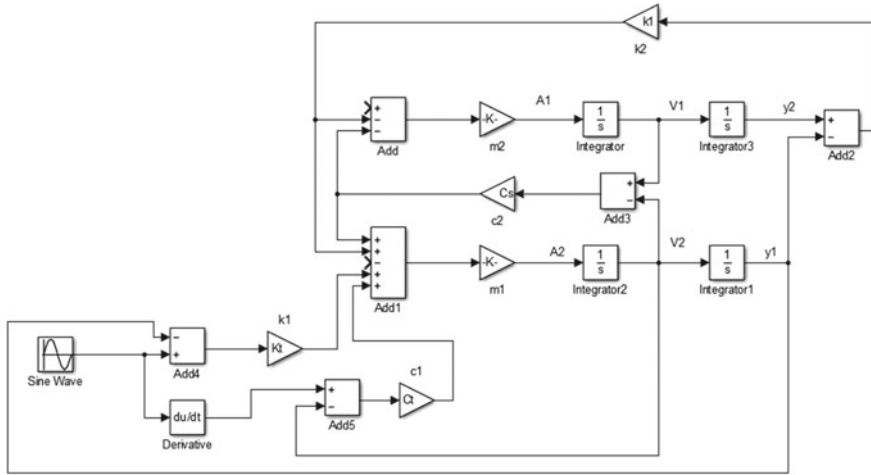 k1
k2
+
−
−
Add
-K-
m2
A1
1
s
Integrator
V1
1
s
Integrator3
y2
+
−
Add2
Cs
c2
+
−
Add3
+
+
−
+
+
Add1
-K-
m1
A2
1
s
Integrator2
V2
1
s
Integrator1
y1
Sine Wave
−
+
Add4
k1
Kt
du/dt
Derivative
+
−
Add5
c1
Ct